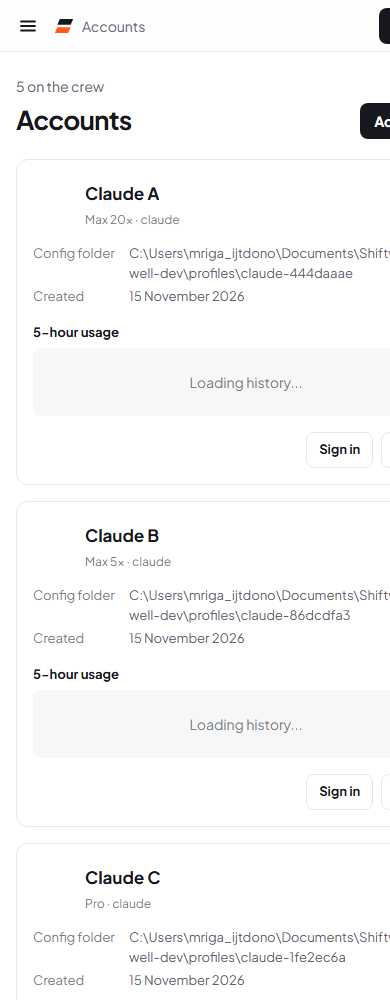 Accounts
5 on the crew
Accounts
Claude A
Max 20× · claude
Config folder C:\Users\mriga_ijtdono\Documents\Shift
well-dev\profiles\claude-444daaae
Created 15 November 2026
5-hour usage
Loading history...
Sign in
Claude B
Max 5× · claude
Config folder C:\Users\mriga_ijtdono\Documents\Shift
well-dev\profiles\claude-86dcdfa3
Created 15 November 2026
5-hour usage
Loading history...
Sign in
Claude C
Pro · claude
Config folder C:\Users\mriga_ijtdono\Documents\Shift
well-dev\profiles\claude-1fe2ec6a
Created 15 November 2026